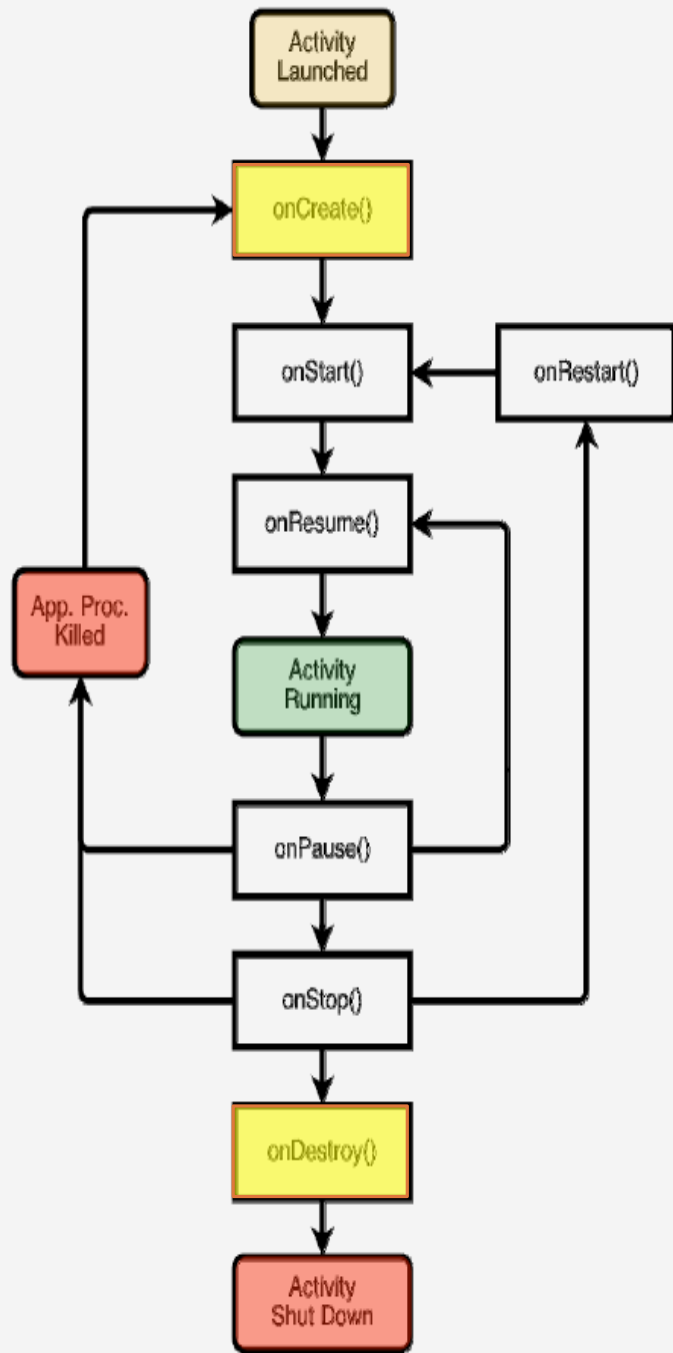 Activity
Launched
onCreate()
onStart()
onRestart()
onResume()
App. Proc.
Killed
Activity
Running
onPause()
onStop()
onDestroy()
Activity
Shut Down